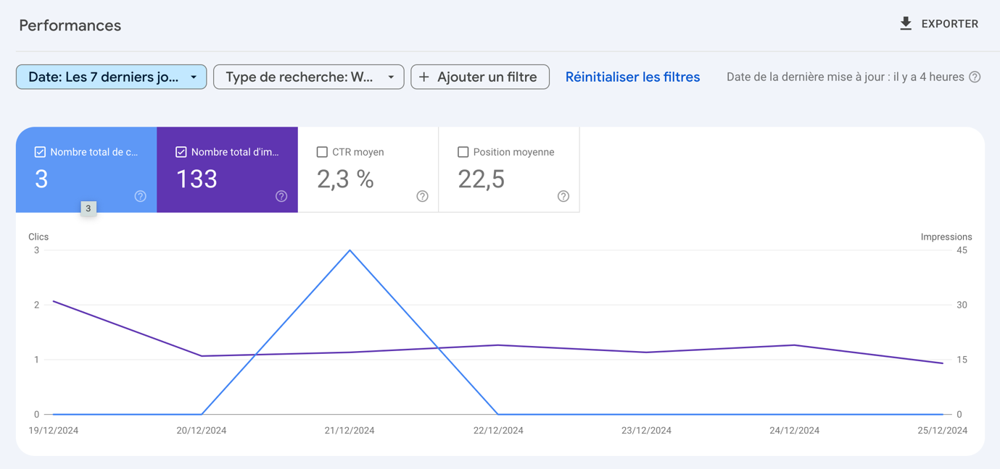 Performances
EXPORTER
Date: Les 7 derniers jo...
Type de recherche: W...
+ Ajouter un filtre
Réinitialiser les filtres
Date de la dernière mise à jour : il y a 4 heures
Nombre total de c...
3
Nombre total d'im...
133
CTR moyen
2,3 %
Position moyenne
22,5
3
Clics
Impressions
3
45
2
30
1
15
0
0
19/12/2024
20/12/2024
21/12/2024
22/12/2024
23/12/2024
24/12/2024
25/12/2024